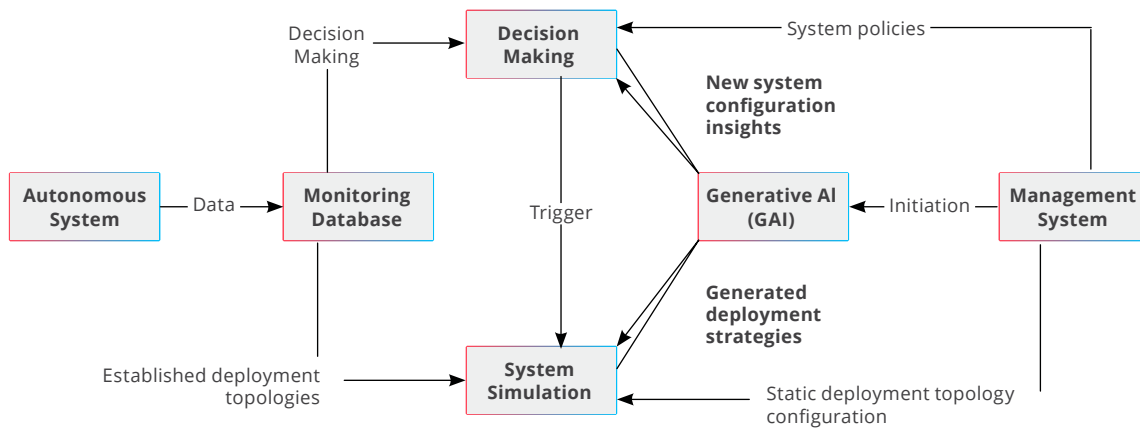 Decision
Making
Decision
Making
System policies
New system
configuration
insights
Autonomous
System
Data
Monitoring
Database
Trigger
Generative AI
(GAI)
Initiation
Management
System
Generated
deployment
strategies
Established deployment
topologies
System
Simulation
Static deployment topology
configuration